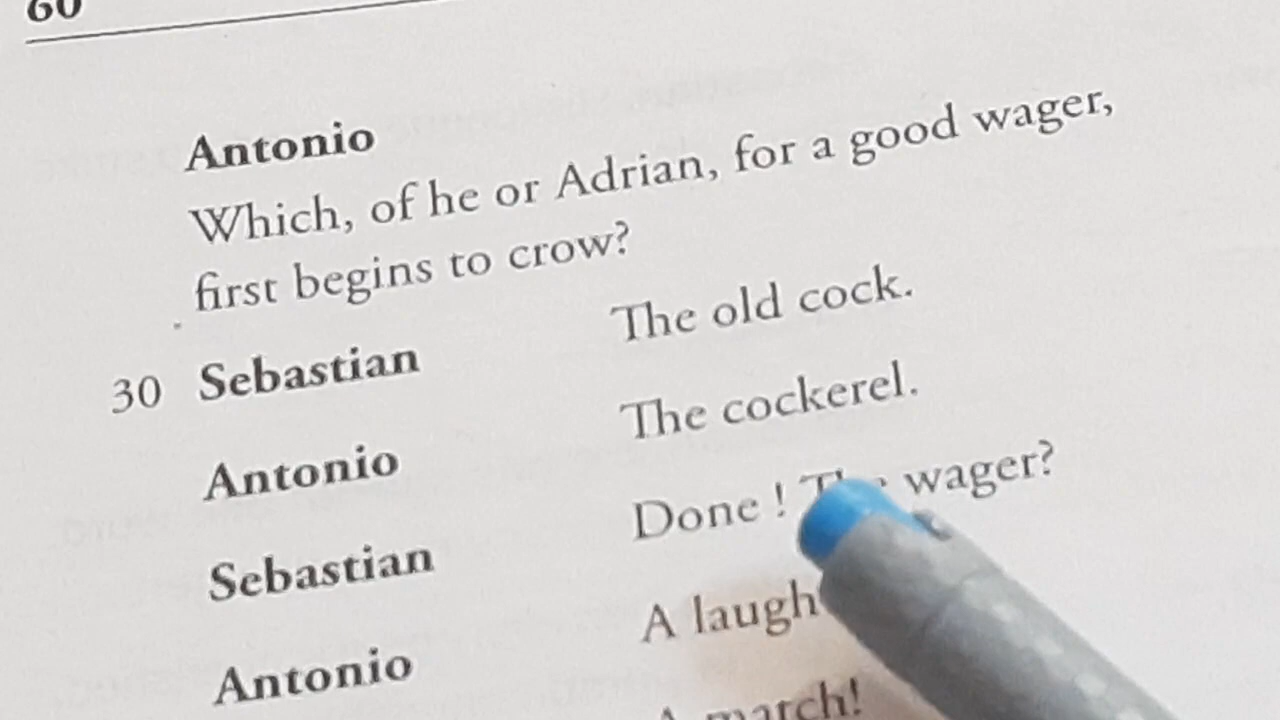 60
Antonio
Which, of he or Adrian, for a good wager,
first begins to crow?
30 Sebastian The old cock.
Antonio The cockerel.
Sebastian Done! wager?
Antonio A laugh
march!